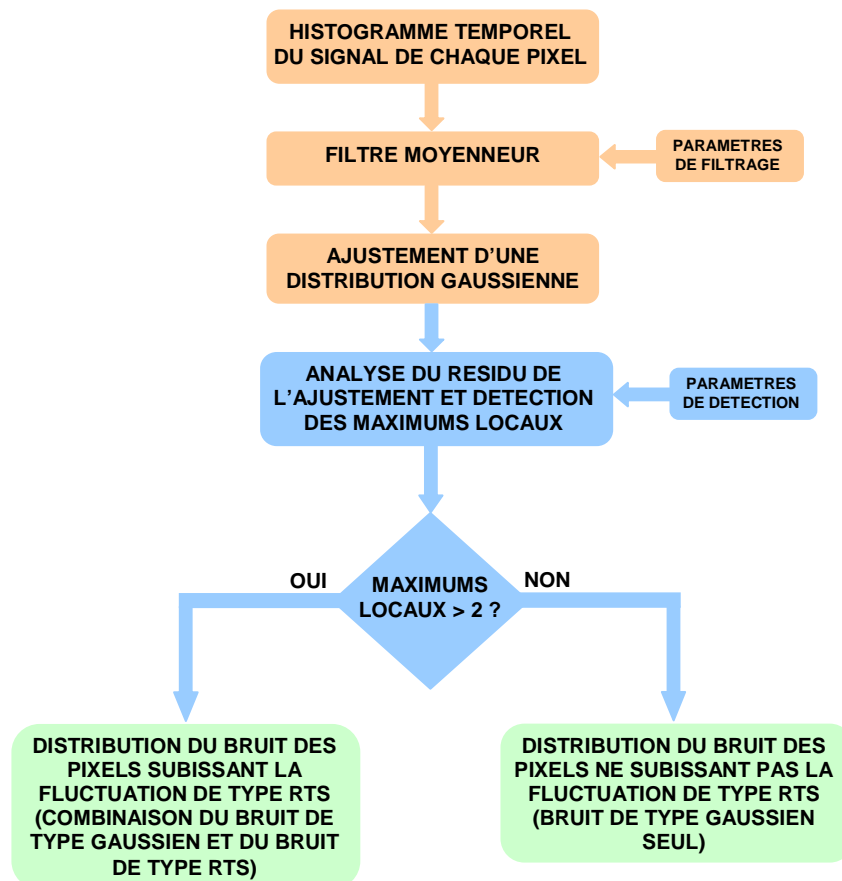 HISTOGRAMME TEMPOREL
DU SIGNAL DE CHAQUE PIXEL
FILTRE MOYENNEUR
PARAMETRES
DE FILTRAGE
AJUSTEMENT D'UNE
DISTRIBUTION GAUSSIENNE
ANALYSE DU RESIDU DE
L'AJUSTEMENT ET DETECTION
DES MAXIMUMS LOCAUX
PARAMETRES
DE DETECTION
OUI
MAXIMUMS
LOCAUX > 2 ?
NON
DISTRIBUTION DU BRUIT DES
PIXELS SUBISSANT LA
FLUCTUATION DE TYPE RTS
(COMBINAISON DU BRUIT DE
TYPE GAUSSIEN ET DU BRUIT
DE TYPE RTS)
DISTRIBUTION DU BRUIT DES
PIXELS NE SUBISSANT PAS LA
FLUCTUATION DE TYPE RTS
(BRUIT DE TYPE GAUSSIEN
SEUL)